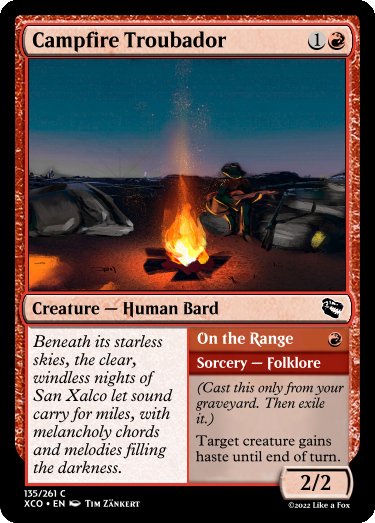 Campfire Troubador 1
Creature — Human Bard
Beneath its starless
skies, the clear,
windless nights of
San Xalco let sound
carry for miles, with
melancholy chords
and melodies filling
the darkness.
On the Range
Sorcery — Folklore
(Cast this only from your
graveyard. Then exile
it.)
Target creature gains
haste until end of turn.
2/2
135/261 C
XCO • EN Tim Zänkert
©2022 Like a Fox